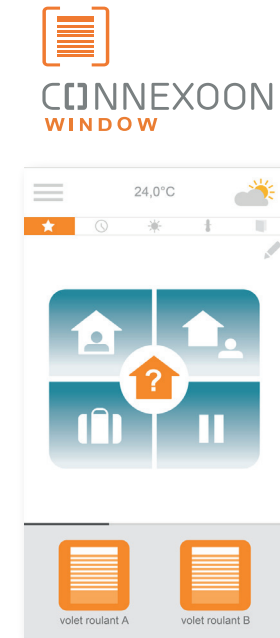 CONNEXOON
WINDOW
24,0°C
?
volet roulant A volet roulant B